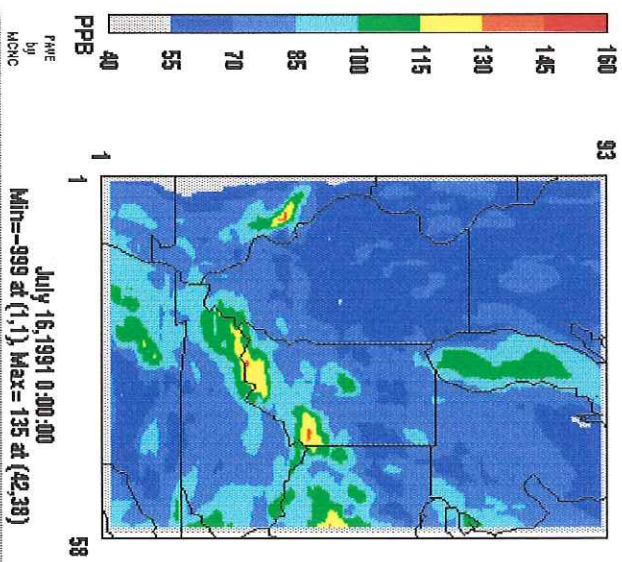 PPB
160
145
130
115
100
85
70
55
40
PAVE
by
MCNC
93
1
1
58
July 16,1991 0:00:00
Min=-999 at (1,1), Max= 135 at (42,38)